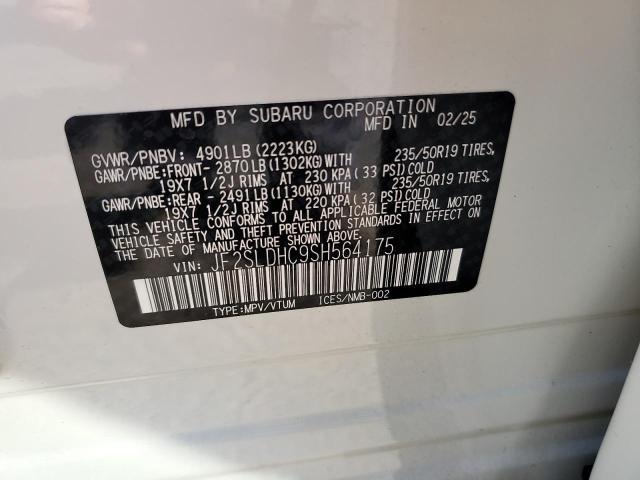 MFD BY SUBARU CORPORATION
MFD IN 02/25
GVWR/PNBV: 4901LB (2223KG)
GAWR/PNBE:FRONT- 2870LB (1302KG)WITH 235/50R19 TIRES,
19X7 1/2J RIMS AT 230 KPA (33 PSI)COLD
GAWR/PNBE:REAR - 2491LB (1130KG)WITH 235/50R19 TIRES,
19X7 1/2J RIMS AT 220 KPA (32 PSI)COLD
THIS VEHICLE CONFORMS TO ALL APPLICABLE FEDERAL MOTOR
VEHICLE SAFETY AND THEFT PREVENTION STANDARDS IN EFFECT
ON THE DATE OF MANUFACTURE SHOWN ABOVE.
VIN: JF2SLDHC9SH564175
TYPE:MPV/VTUM ICES/NMB-002